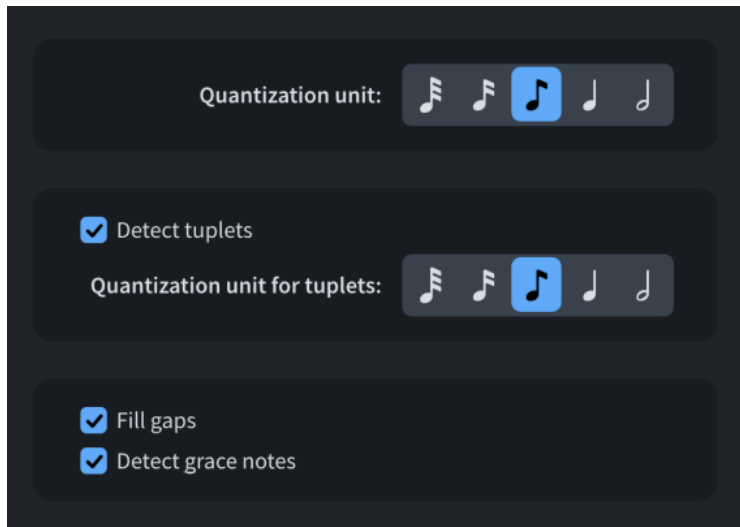 Quantization unit:
Detect tuplets
Quantization unit for tuplets:
Fill gaps
Detect grace notes